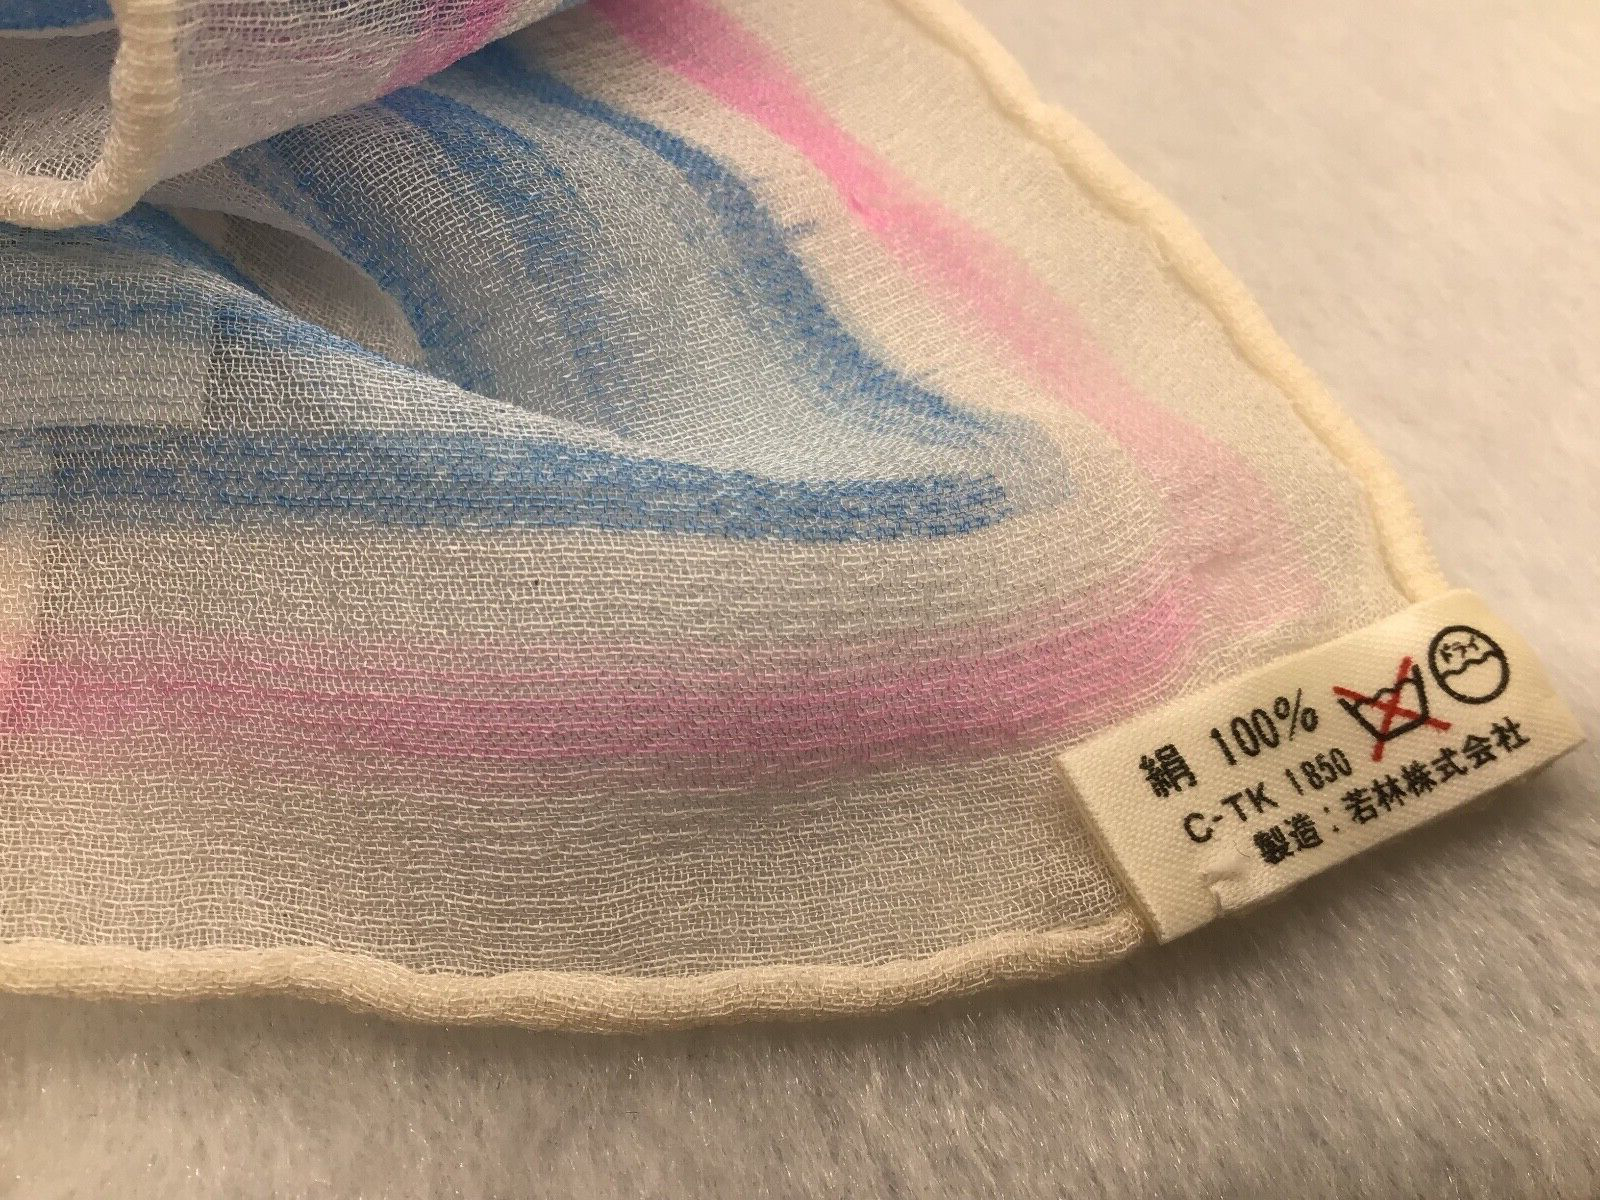 絹 100% ドライ
C-TK 1850
製造：若林株式会社